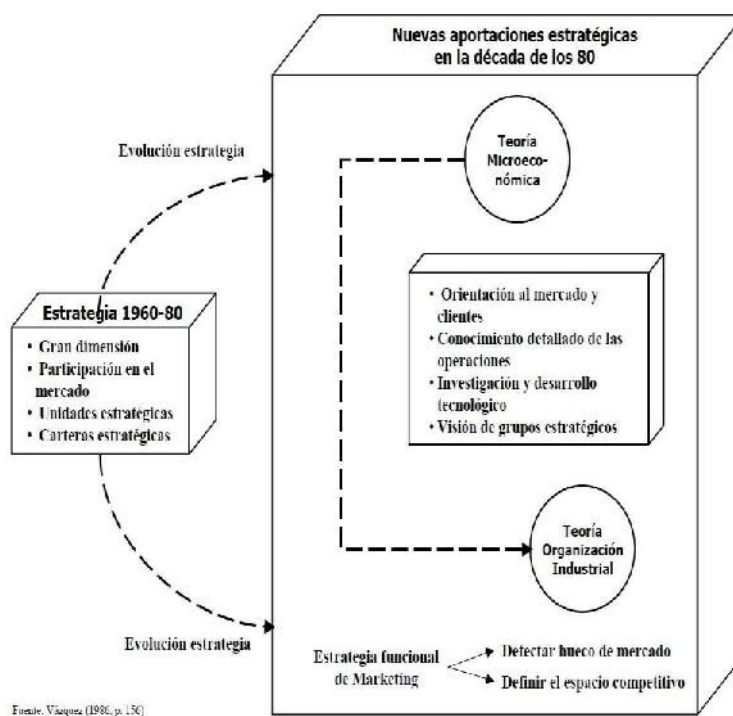 Nuevas aportaciones estratégicas
en la década de los 80
Evolución estrategia
Teoría
Microeco-
nómica
Estrategia 1960-80
• Gran dimensión
• Participación en el
mercado
• Unidades estratégicas
• Carteras estratégicas
• Orientación al mercado y
clientes
• Conocimiento detallado de las
operaciones
• Investigación y desarrollo
tecnológico
• Visión de grupos estratégicos
Teoría
Organización
Industrial
Evolución estrategia
Estrategia funcional
de Marketing
Detectar hueco de mercado
Definir el espacio competitivo
Fuente. Vázquez (1986, p. 156)